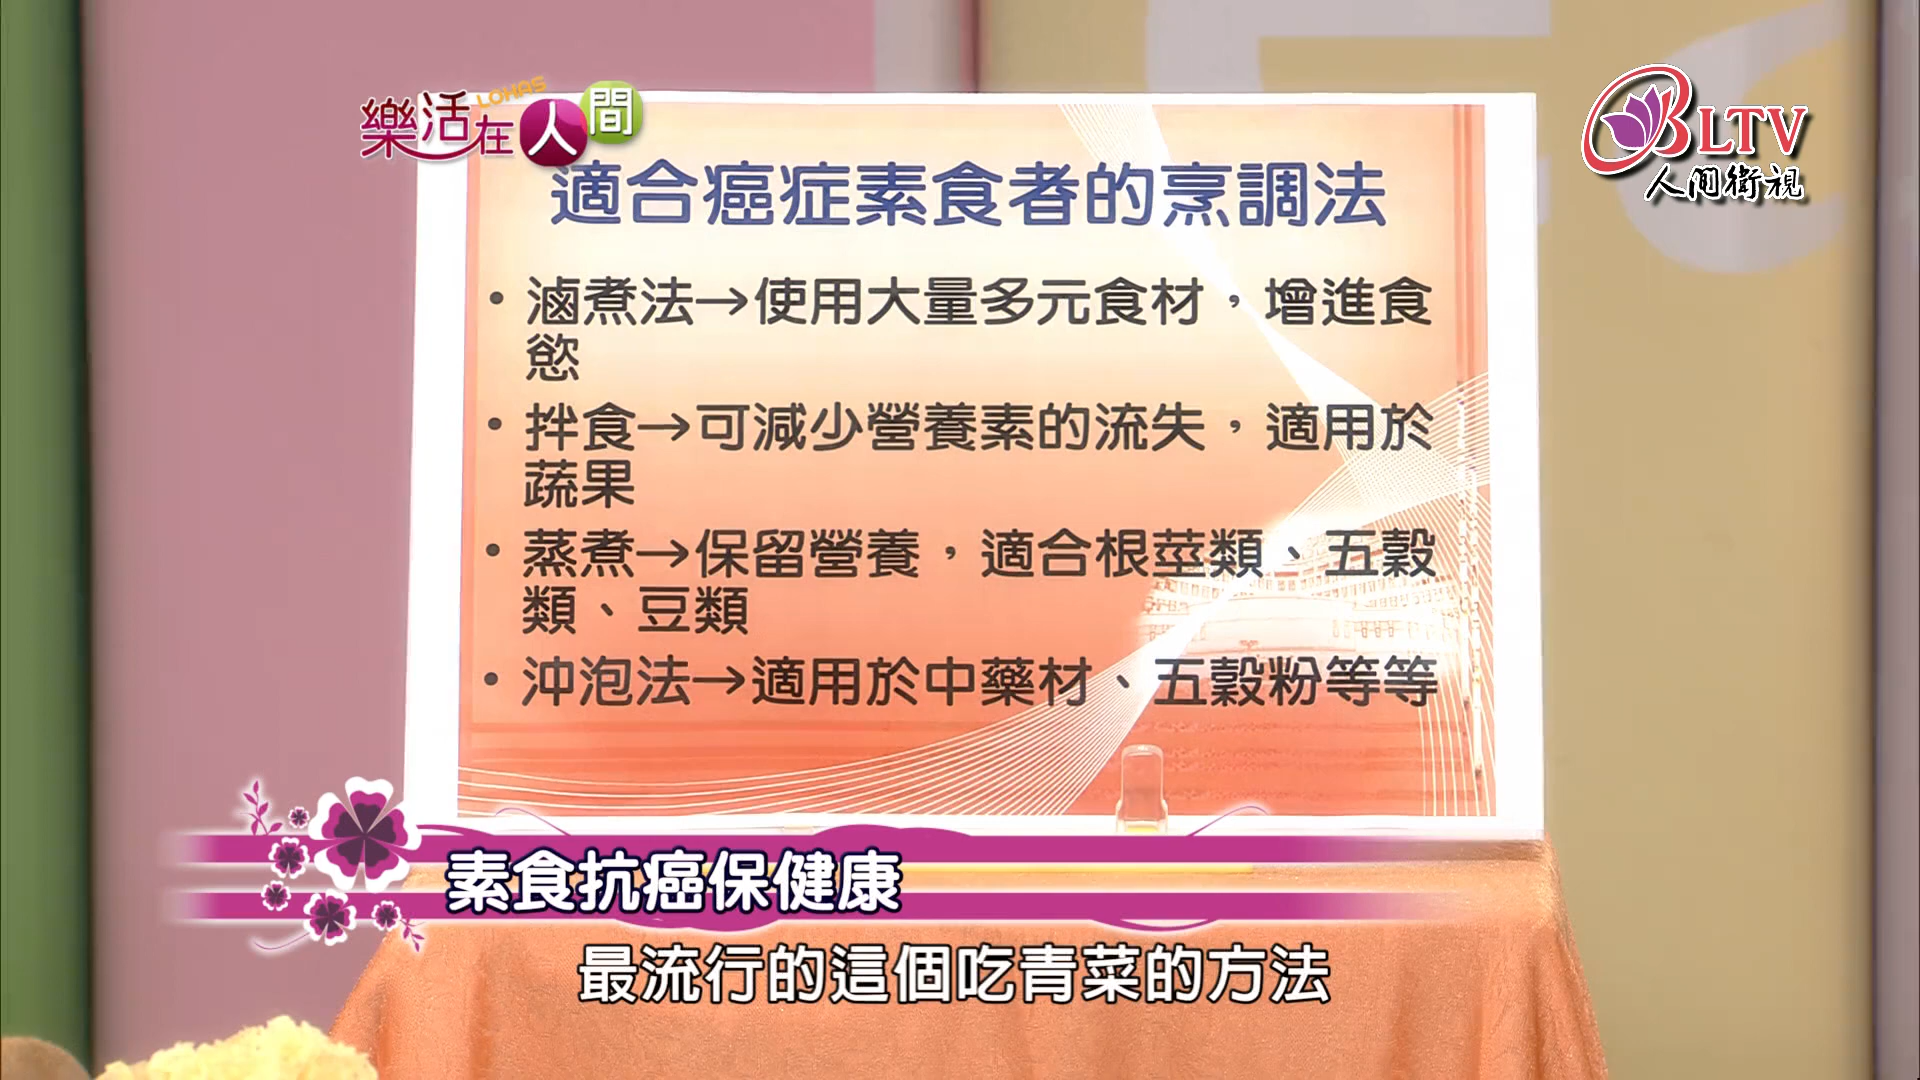 樂活在人間
LOHAS
BLTV
人間衛視
適合癌症素食者的烹調法
•滷煮法→使用大量多元食材，增進食
慾
•拌食→可減少營養素的流失，適用於
蔬果
•蒸煮→保留營養，適合根莖類、五穀
類、豆類
•沖泡法→適用於中藥材、五穀粉等等
素食抗癌保健康
最流行的這個吃青菜的方法